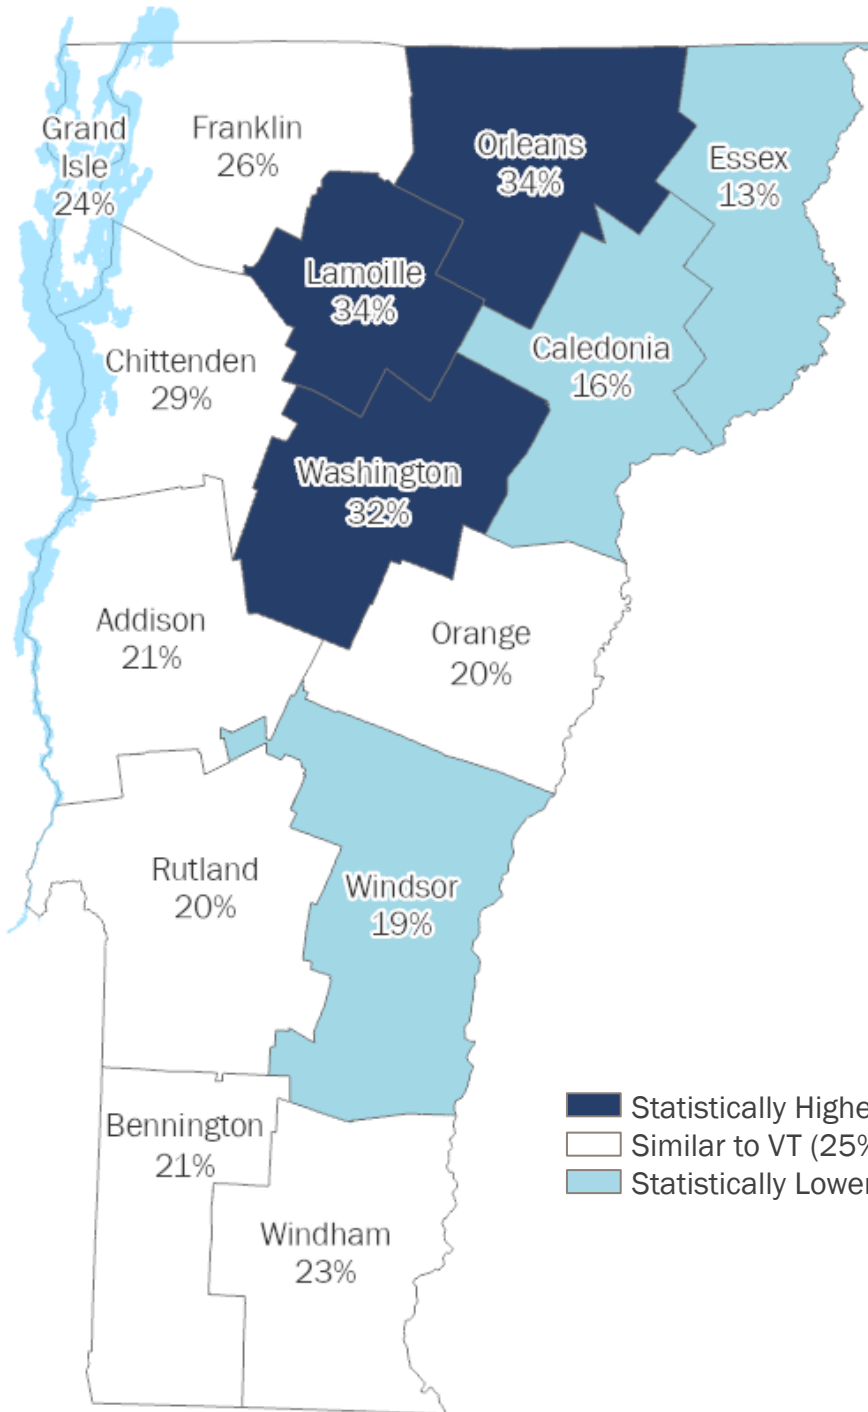 Grand
Isle
24%
Franklin
26%
Orleans
34%
Essex
13%
Lamoille
34%
Caledonia
16%
Chittenden
29%
Washington
32%
Addison
21%
Orange
20%
Rutland
20%
Windsor
19%
Bennington
21%
Windham
23%
Statistically Highe
Similar to VT (25%
Statistically Lower